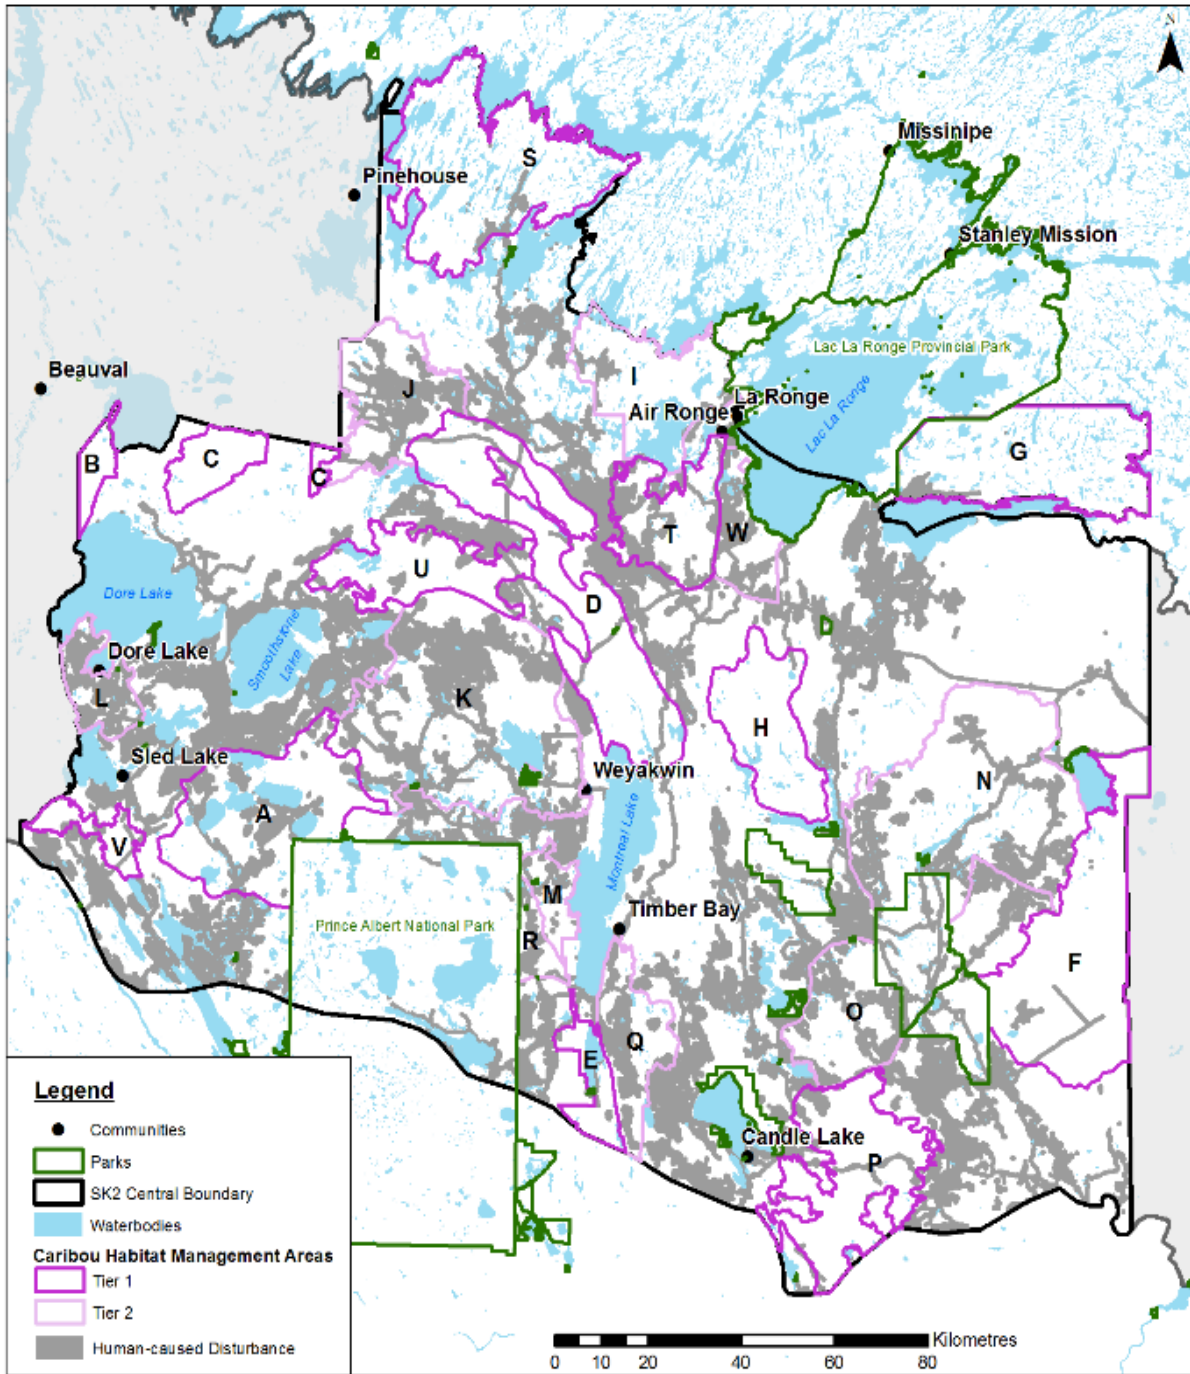 N
Missinipe
S
Pinehouse
Stanley Mission
Lac La Ronge Provincial Park
Beauval
J
I
La Ronge
Air Ronge
Lac La Ronge
B
C
C
G
T
W
U
D
Dore Lake
Smoothstone
Lake
Dore Lake
L
K
H
Sled Lake
Weyakwin
N
A
V
Montreal Lake
M
Timber Bay
Prince Albert National Park
R
F
O
Q
E
Candle Lake
P
Legend
Communities
Parks
SK2 Central Boundary
Waterbodies
Caribou Habitat Management Areas
Tier 1
Tier 2
Human-caused Disturbance
Kilometres
0 10 20 40 60 80